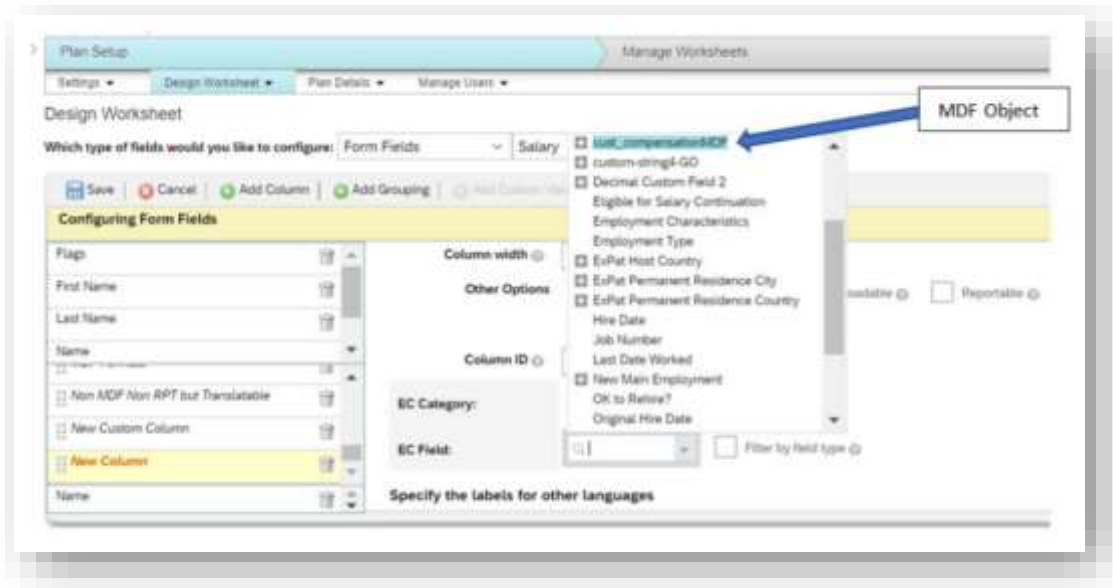 Plan Setup
Manage Worksheets
Settings
Design Worksheet
Plan Details
Manage Users
MDF Object
Design Worksheet
Which type of fields would you like to configure: Form Fields Salary
cust_compensationMDF
custom-string4-GO
Decimal Custom Field 2
Eligible for Salary Continuation
Employment Characteristics
Employment Type
ExPat Host Country
ExPat Permanent Residence City
ExPat Permanent Residence Country
Hire Date
Job Number
Last Date Worked
New Main Employment
OK to Retire?
Original Hire Date
Save Cancel Add Column Add Grouping
Configuring Form Fields
Flags
First Name
Last Name
Name
Non MDF Non RPT but Translatable
New Custom Column
New Column
Name
Column width
Other Options
Reportable
Column ID
EC Category:
EC Field:
Filter by field type
Specify the labels for other languages